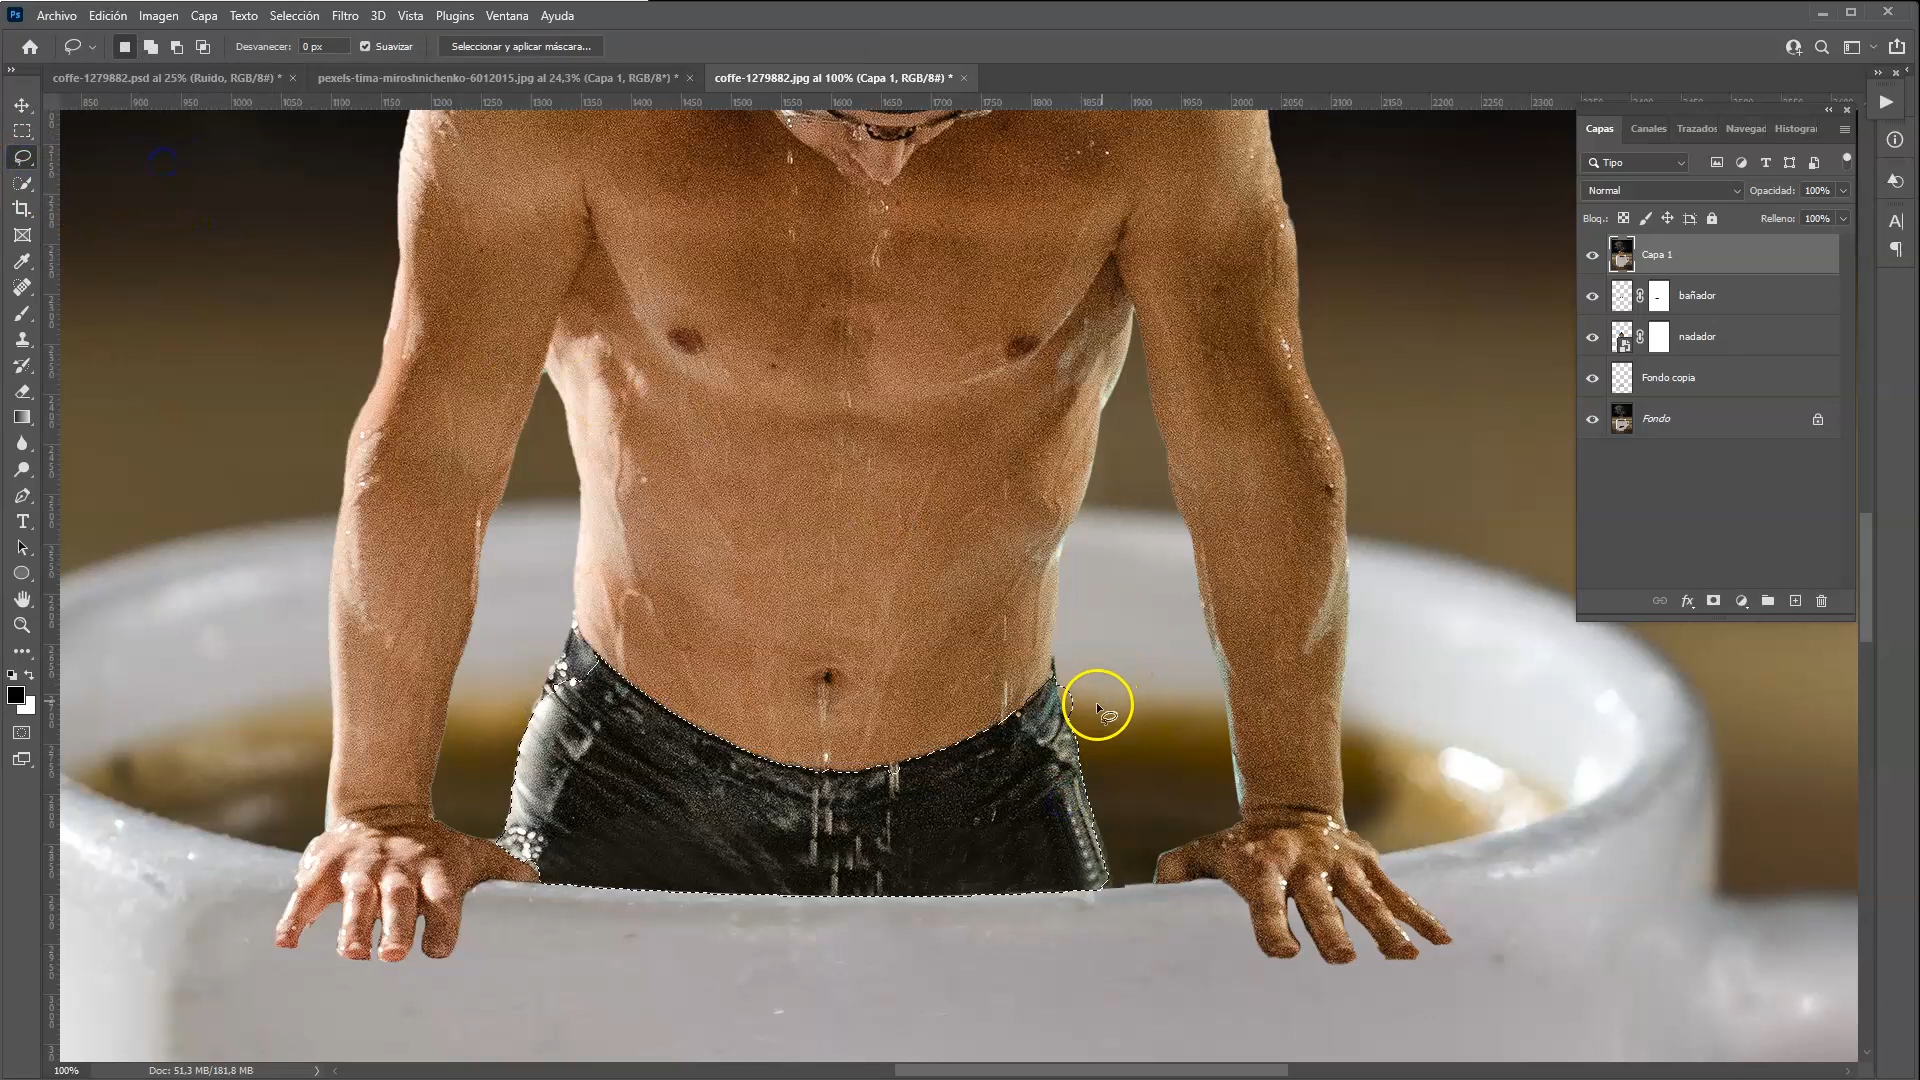 Ps Archivo Edición Imagen Capa Texto Selección Filtro 3D Vista Plugins Ventana Ayuda
Desvanecer: 0 px Suavizar Seleccionar y aplicar máscara...
coffe-1279882.psd al 25% (Ruido, RGB/8#) * pexels-tima-miroshnichenko-6012015.jpg al 24,3% (Capa 1, RGB/8*) * coffe-1279882.jpg al 100% (Capa 1, RGB/8#) *
850 900 950 1000 1050 1100 1150 1200 1250 1300 1350 1400 1450 1500 1550 1600 1650 1700 1750 1800 1850 1900 1950 2000 2050 2100 2150 2200 2250 2300
Capas Canales Trazados Navegad Histogra
Tipo
Normal Opacidad: 100%
Bloq.: Relleno: 100%
Capa 1
bañador
nadador
Fondo copia
Fondo
100% Doc: 51,3 MB/181,8 MB